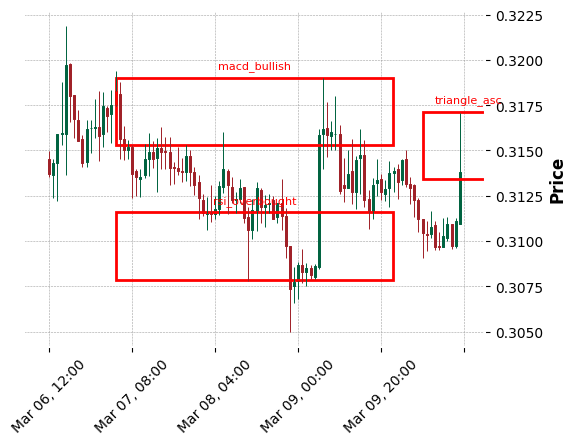 macd_bullish
triangle_asc
rsi_overbought
0.3225
0.3200
0.3175
0.3150
0.3125
0.3100
0.3075
0.3050
Price
Mar 06, 12:00
Mar 07, 08:00
Mar 08, 04:00
Mar 09, 00:00
Mar 09, 20:00